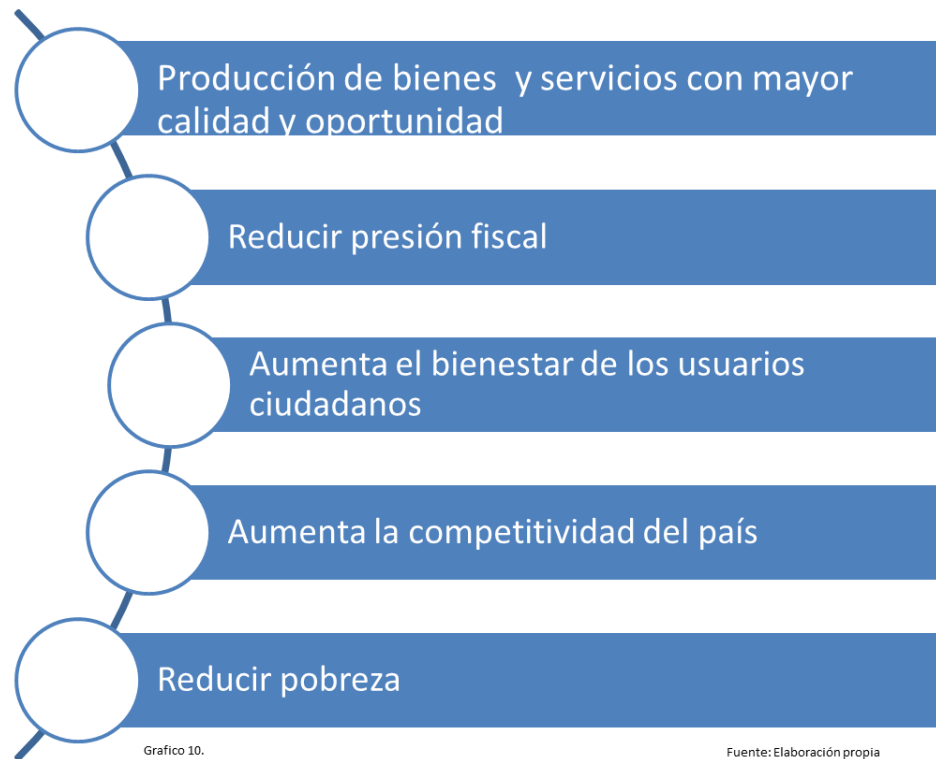 Producción de bienes  y servicios con mayor
calidad y oportunidad
Reducir presión fiscal
Aumenta el bienestar de los usuarios
ciudadanos
Aumenta la competitividad del país
Reducir pobreza
Grafico 10.
Fuente: Elaboración propia